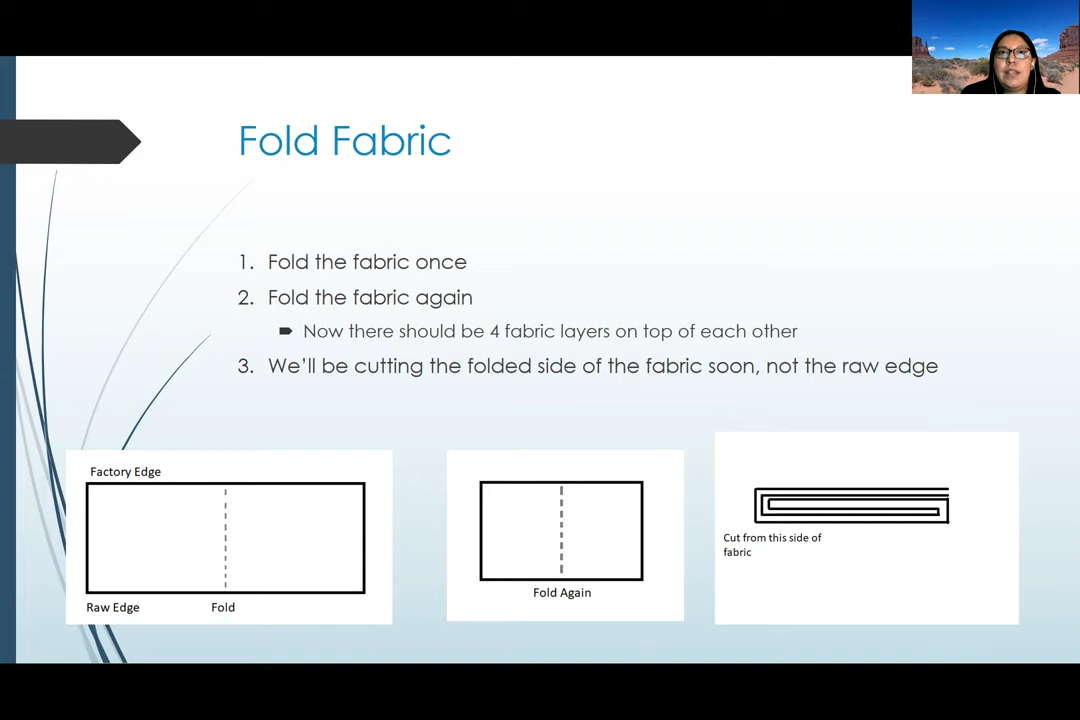 Fold Fabric
1. Fold the fabric once
2. Fold the fabric again
Now there should be 4 fabric layers on top of each other
3. We'll be cutting the folded side of the fabric soon, not the raw edge
Factory Edge
Raw Edge
Fold
Fold Again
Cut from this side of
fabric